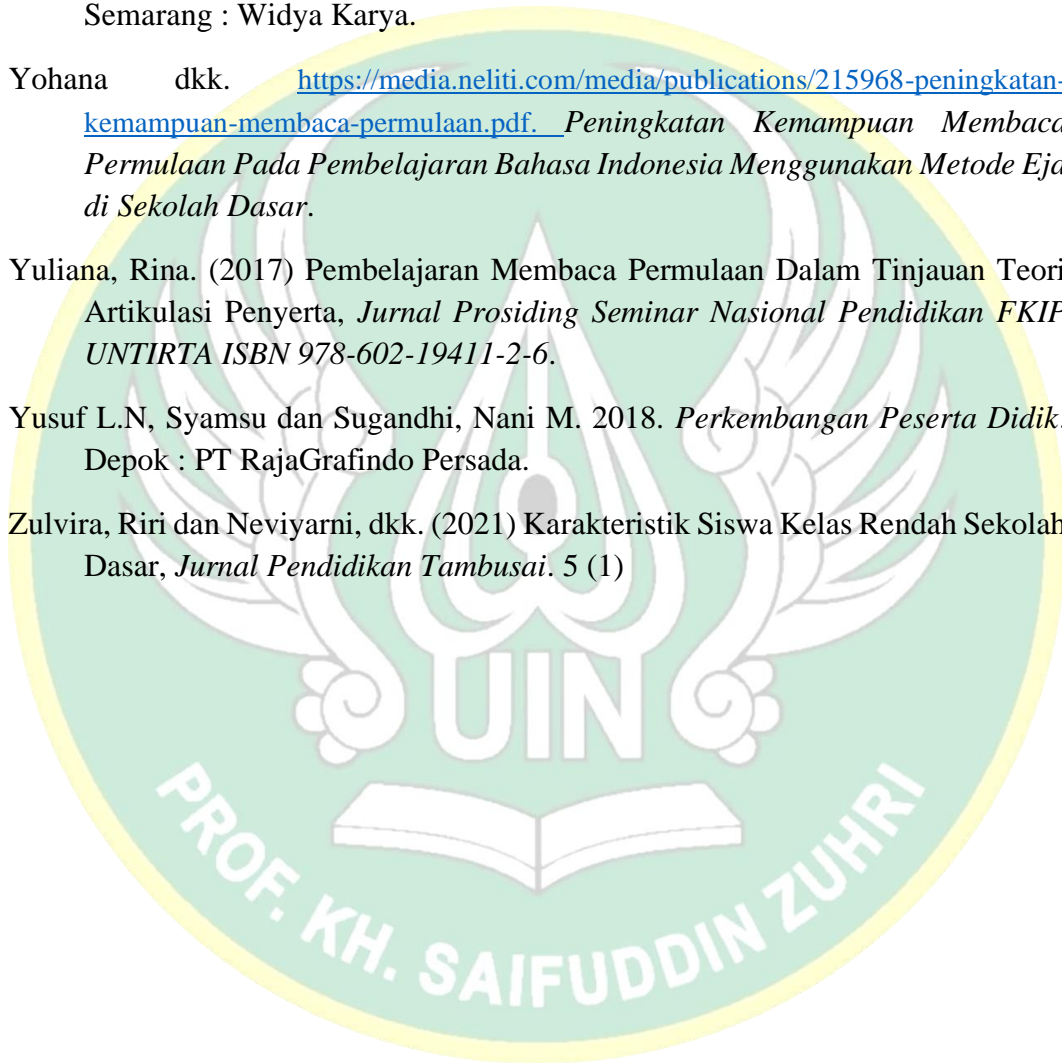 Semarang : Widya Karya.
Yohana dkk. https://media.neliti.com/media/publications/215968-peningkatan-
kemampuan-membaca-permulaan.pdf. Peningkatan Kemampuan Membaca
Permulaan Pada Pembelajaran Bahasa Indonesia Menggunakan Metode Eja
di Sekolah Dasar.
Yuliana, Rina. (2017) Pembelajaran Membaca Permulaan Dalam Tinjauan Teori
Artikulasi Penyerta, Jurnal Prosiding Seminar Nasional Pendidikan FKIP
UNTIRTA ISBN 978-602-19411-2-6.
Yusuf L.N, Syamsu dan Sugandhi, Nani M. 2018. Perkembangan Peserta Didik.
Depok : PT RajaGrafindo Persada.
Zulvira, Riri dan Neviyarni, dkk. (2021) Karakteristik Siswa Kelas Rendah Sekolah
Dasar, Jurnal Pendidikan Tambusai. 5 (1)
UIN
PROF. KH. SAIFUDDIN ZUHRI